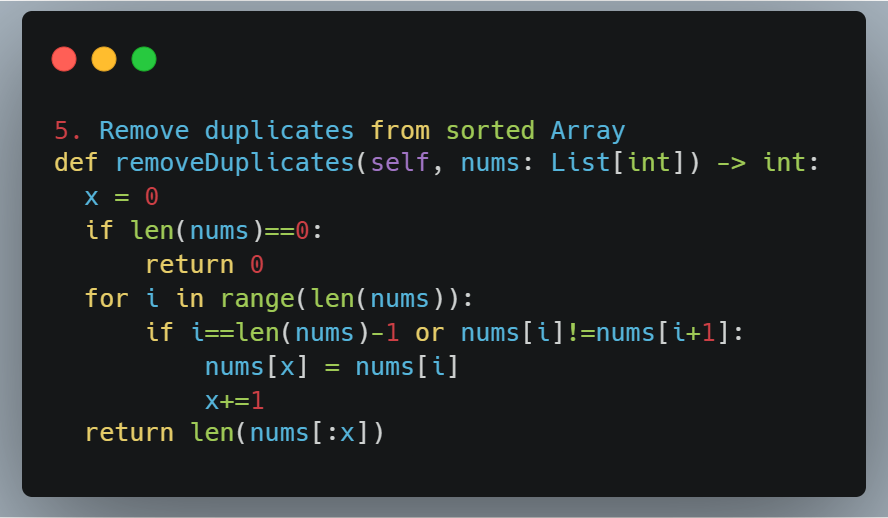 5. Remove duplicates from sorted Array
def removeDuplicates(self, nums: List[int]) -> int:
  x = 0
  if len(nums)==0:
      return 0
  for i in range(len(nums)):
      if i==len(nums)-1 or nums[i]!=nums[i+1]:
          nums[x] = nums[i]
          x+=1
  return len(nums[:x])